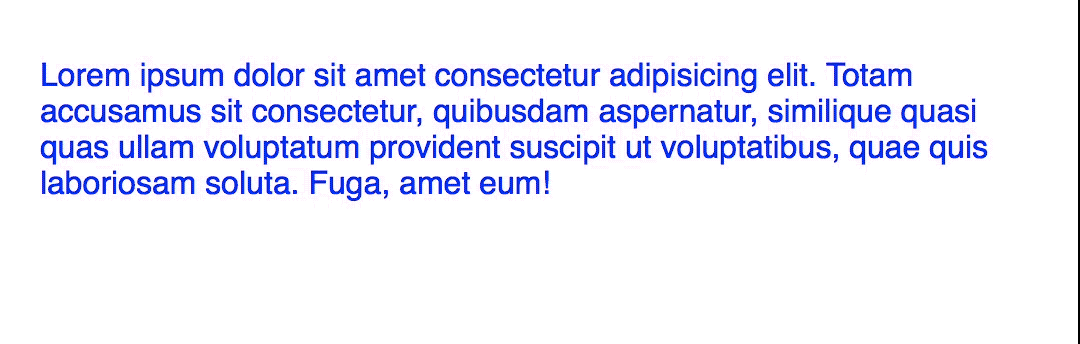 Lorem ipsum dolor sit amet consectetur adipisicing elit. Totam
accusamus sit consectetur, quibusdam aspernatur, similique quasi
quas ullam voluptatum provident suscipit ut voluptatibus, quae quis
laboriosam soluta. Fuga, amet eum!